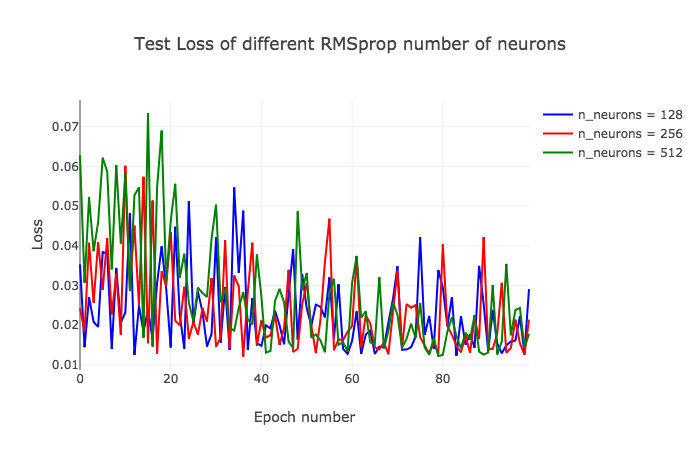 Test Loss of different RMSprop number of neurons
n_neurons = 128
n_neurons = 256
n_neurons = 512
0.07
0.06
0.05
0.04
0.03
0.02
0.01
Loss
0 20 40 60 80
Epoch number